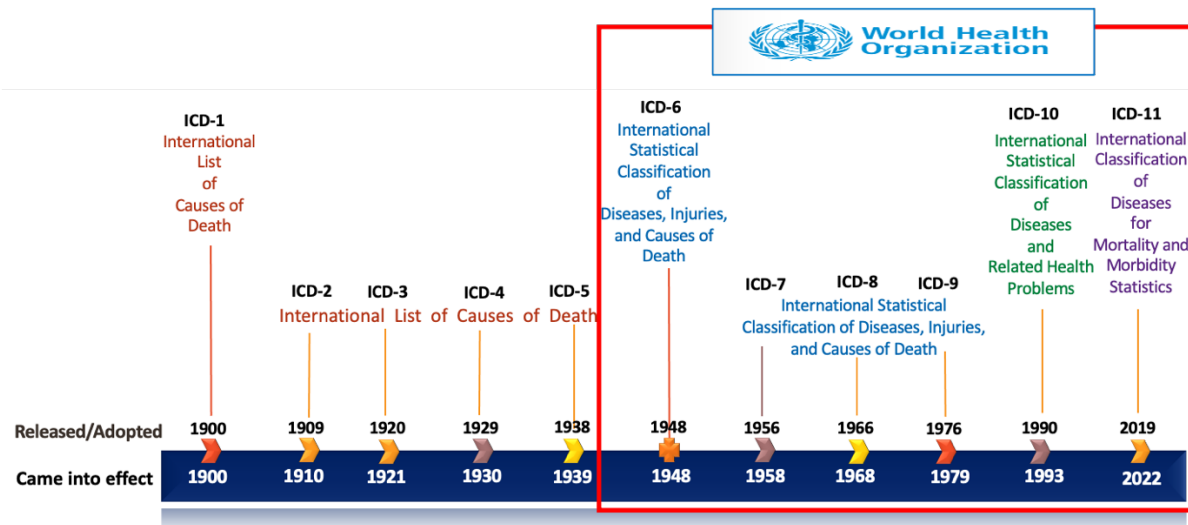 World Health
Organization
ICD-1
International
List
of
Causes of
Death
ICD-2
ICD-3
ICD-4
ICD-5
International List of Causes of Death
ICD-6
International
Statistical
Classification
of
Diseases, Injuries,
and Causes of
Death
ICD-7
ICD-8
ICD-9
International Statistical
Classification of Diseases, Injuries,
and Causes of Death
ICD-10
International
Statistical
Classification
of
Diseases
and
Related Health
Problems
ICD-11
International
Classification
of
Diseases
for
Mortality and
Morbidity
Statistics
Released/Adopted 1900 1909 1920 1929 1938 1948 1956 1966 1976 1990 2019
Came into effect 1900 1910 1921 1930 1939 1948 1958 1968 1979 1993 2022